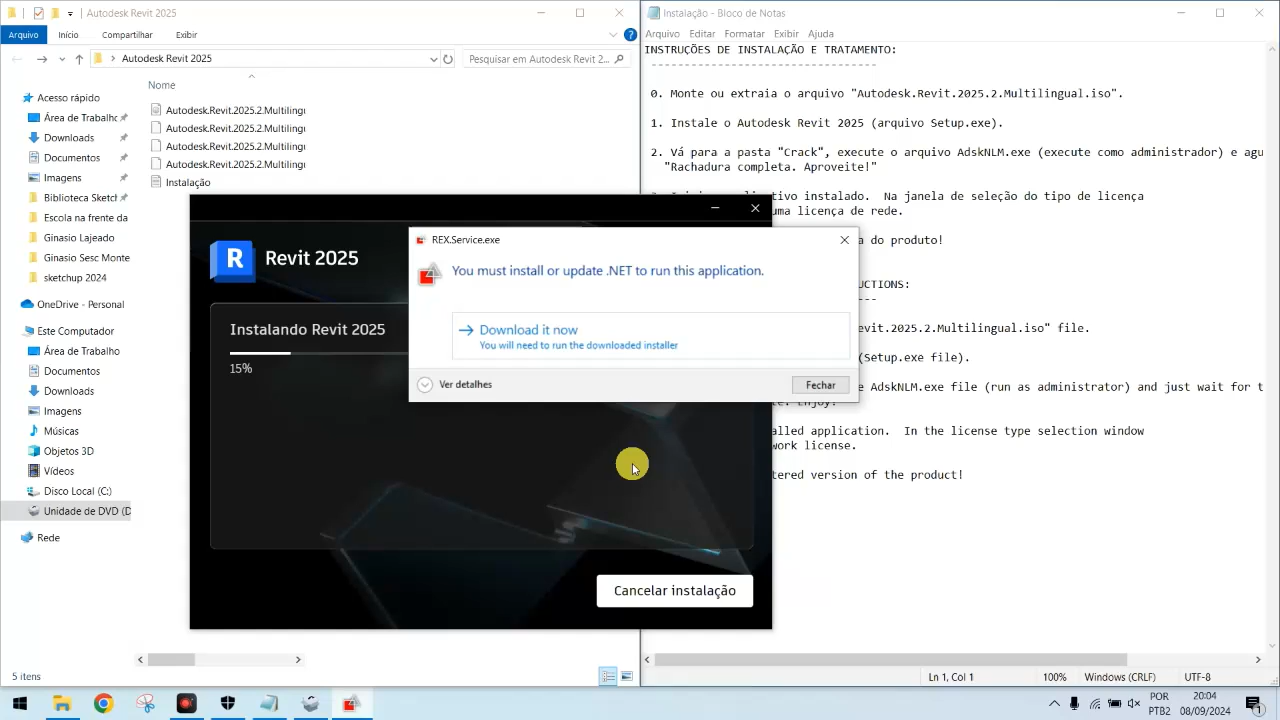 Autodesk Revit 2025
Arquivo Início Compartilhar Exibir
Autodesk Revit 2025
Pesquisar em Autodesk Revit 2...
Nome
Acesso rápido
Área de Trabalhc
Downloads
Documentos
Imagens
Biblioteca Sketcl
Escola na frente da
Ginasio Lajeado
Ginasio Sesc Monte
sketchup 2024
OneDrive - Personal
Este Computador
Área de Trabalho
Documentos
Downloads
Imagens
Músicas
Objetos 3D
Vídeos
Disco Local (C:)
Unidade de DVD (D
Rede
Autodesk.Revit.2025.2.Multilingu
Autodesk.Revit.2025.2.Multilingu
Autodesk.Revit.2025.2.Multilingu
Autodesk.Revit.2025.2.Multilingu
Instalação
5 itens
Instalação - Bloco de Notas
Arquivo Editar Formatar Exibir Ajuda
INSTRUÇÕES DE INSTALAÇÃO E TRATAMENTO:
--------------------------------
0. Monte ou extraia o arquivo "Autodesk.Revit.2025.2.Multilingual.iso".
1. Instale o Autodesk Revit 2025 (arquivo Setup.exe).
2. Vá para a pasta "Crack", execute o arquivo AdskNLM.exe (execute como administrador) e agu
"Rachadura completa. Aproveite!"
tivo instalado. Na janela de seleção do tipo de licença
uma licença de rede.
a do produto!
UCTIONS:
---
evit.2025.2.Multilingual.iso" file.
(Setup.exe file).
e AdskNLM.exe file (run as administrator) and just wait for t
alled application. In the license type selection window
work license.
tered version of the product!
Ln 1, Col 1 100% Windows (CRLF) UTF-8
R Revit 2025
Instalando Revit 2025
15%
Cancelar instalação
REX.Service.exe
You must install or update .NET to run this application.
Download it now
You will need to run the downloaded installer
Ver detalhes
Fechar
POR
PTB2
20:04
08/09/2024
1